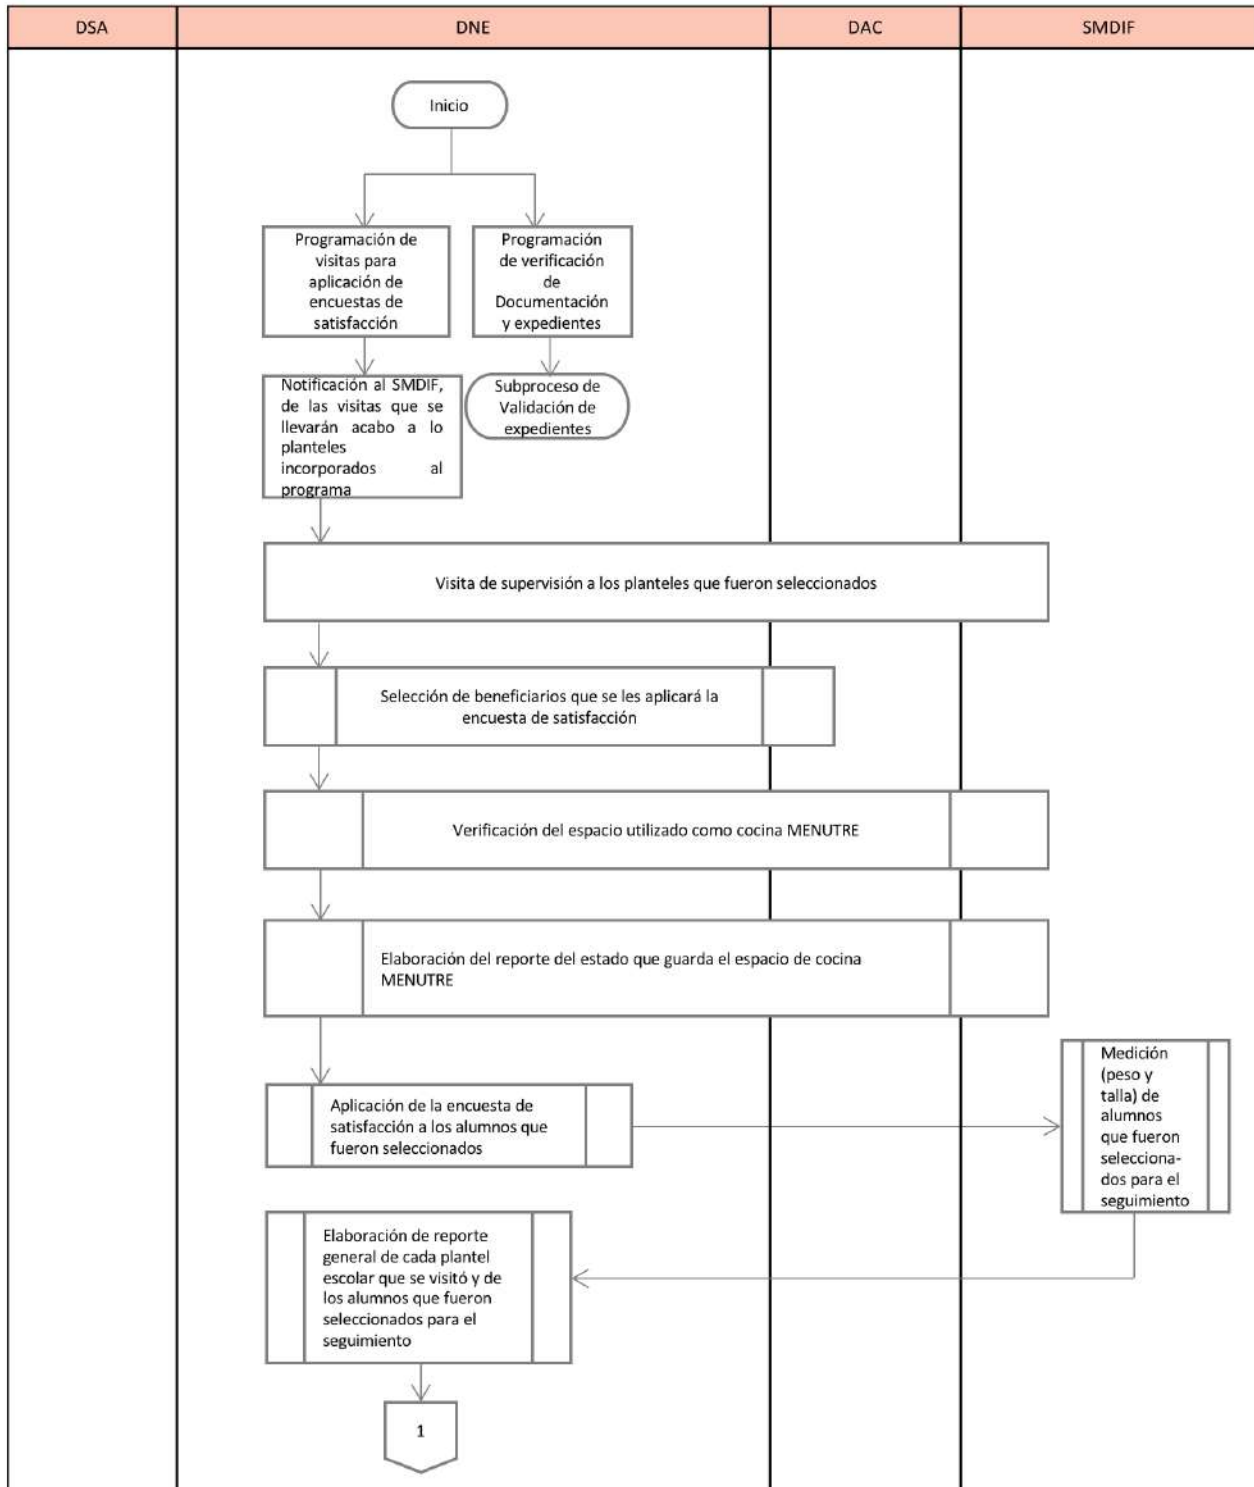 DSA
DNE
DAC
SMDIF
Inicio
Programación de
visitas para
aplicación de
encuestas de
satisfacción
Programación
de verificación
de
Documentación
y expedientes
Notificación al SMDIF,
de las visitas que se
llevarán acabo a lo
planteles
incorporados al
programa
Subproceso de
Validación de
expedientes
Visita de supervisión a los planteles que fueron seleccionados
Selección de beneficiarios que se les aplicará la
encuesta de satisfacción
Verificación del espacio utilizado como cocina MENUTRE
Elaboración del reporte del estado que guarda el espacio de cocina
MENUTRE
Aplicación de la encuesta de
satisfacción a los alumnos que
fueron seleccionados
Medición
(peso y
talla) de
alumnos
que fueron
selecciona-
dos para el
seguimiento
Elaboración de reporte
general de cada plantel
escolar que se visitó y de
los alumnos que fueron
seleccionados para el
seguimiento
1